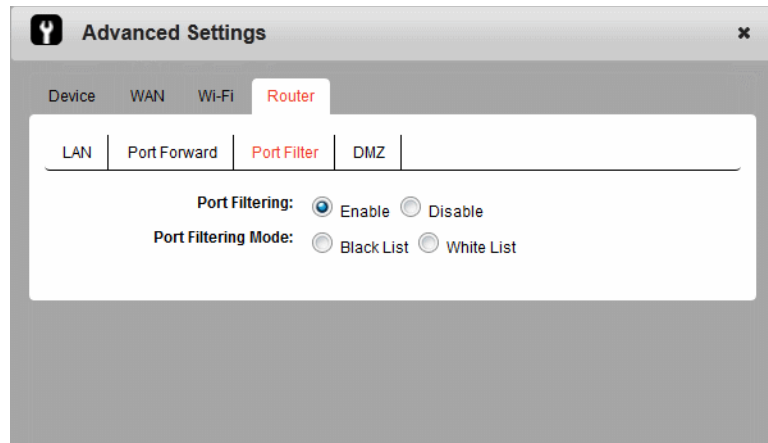 Advanced Settings
Device WAN Wi-Fi Router
LAN Port Forward Port Filter DMZ
Port Filtering: Enable Disable
Port Filtering Mode: Black List White List